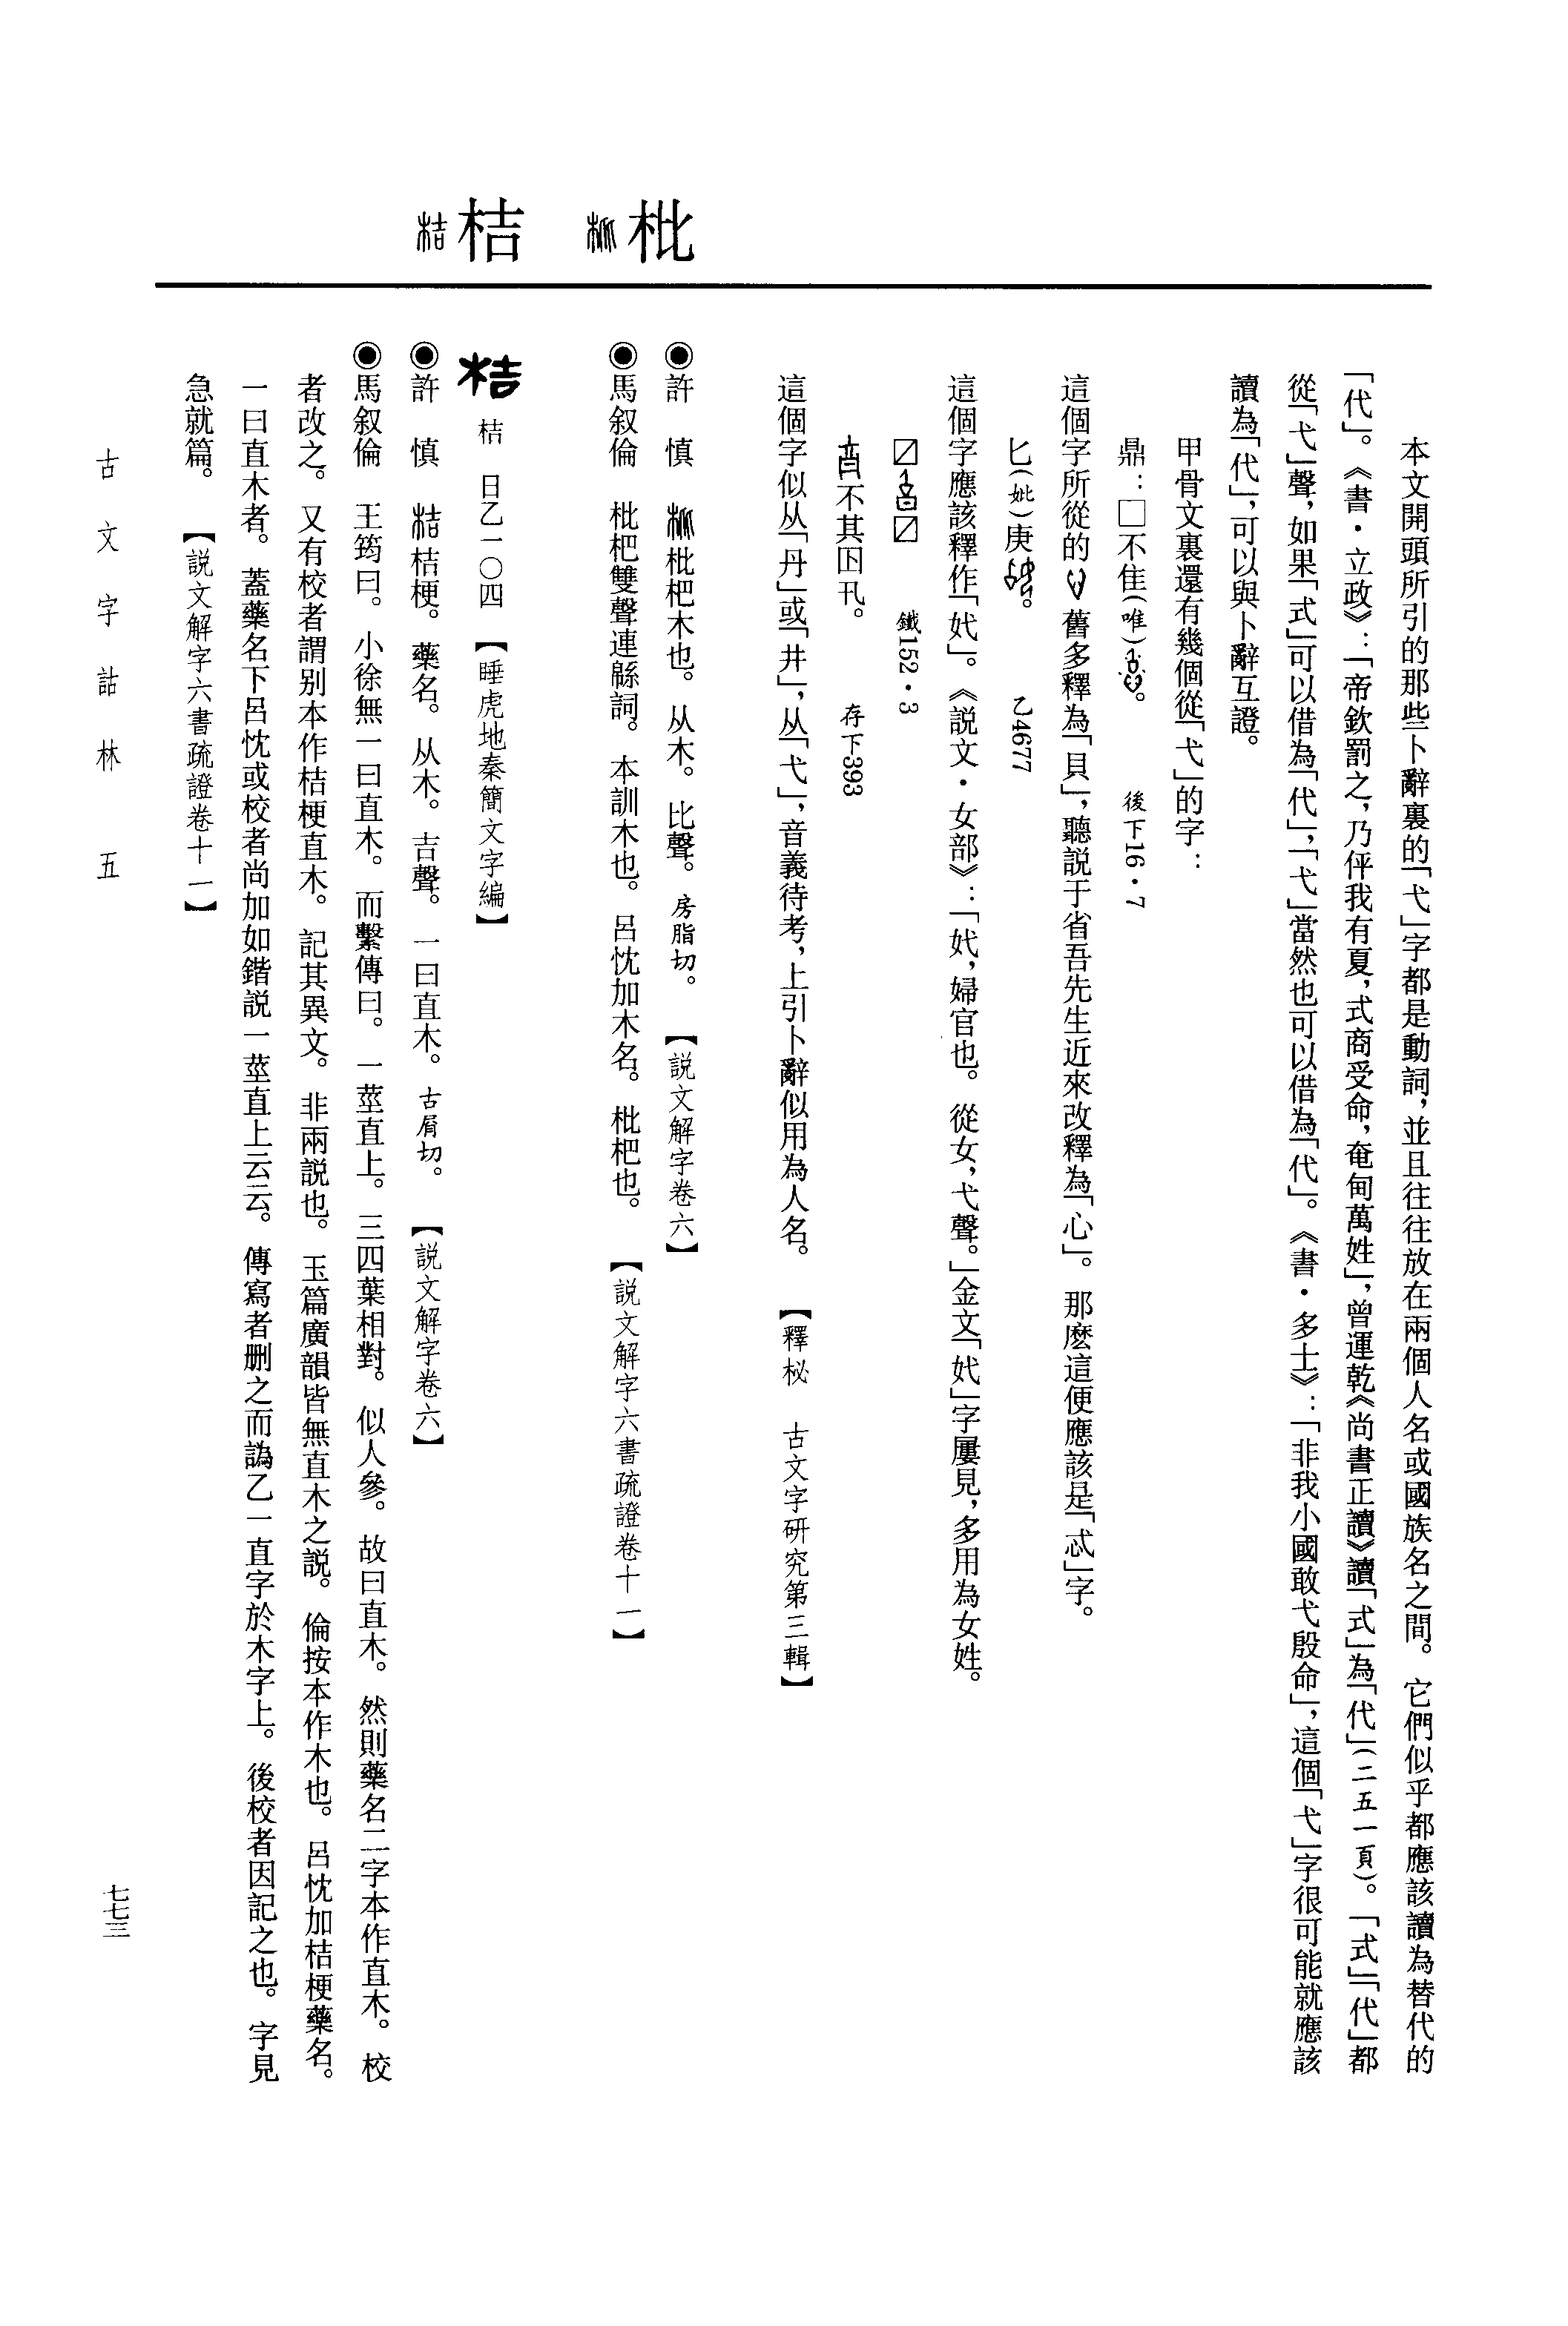 枇
桔
本文開頭所引的那些卜辭裏的「弋」字都是動詞，並且往往放在兩個人名或國族名之間。它們似乎都應該讀為替代的
「代」。《書·立政》：「帝欽罰之，乃伻我有夏，式商受命，奄甸萬姓」，曾運乾《尚書正讀》讀「式」為「代」（二五一頁）。「式」「代」都
從「弋」聲，如果「式」可以借為「代」，「弋」當然也可以借為「代」。《書·多士》：「非我小國敢弋殷命」，這個「弋」字很可能就應該
讀為「代」，可以與卜辭互證。
甲骨文裏還有幾個從「弋」的字：
鼎：□不隹（唯）。 後下16·7
這個字所從的舊多釋為「貝」，聽説于省吾先生近來改釋為「心」。那麽這便應該是「忒」字。
匕（妣）庚。 乙4677
這個字應該釋作「妷」。《説文·女部》：「妷，婦官也。從女，弋聲。」金文「妷」字屢見，多用為女姓。
〼〼 鐵152·3
不其囝丮。 存下393
這個字似从「丹」或「井」，从「弋」，音義待考，上引卜辭似用為人名。 【釋柲 古文字研究第三輯】
◉許 慎 枇杷木也。从木。比聲。房脂切。 【説文解字卷六】
◉馬叙倫 枇杷雙聲連緜詞。本訓木也。呂忱加木名。枇杷也。 【説文解字六書疏證卷十一】
桔 日乙一〇四 【睡虎地秦簡文字編】
◉許 慎 桔梗。藥名。从木。吉聲。一曰直木。古屑切。 【説文解字卷六】
◉馬叙倫 王筠曰。小徐無一曰直木。而繫傳曰。一莖直上。三四葉相對。似人參。故曰直木。然則藥名二字本作直木。校
者改之。又有校者謂别本作桔梗直木。記其異文。非兩説也。玉篇廣韻皆無直木之説。倫按本作木也。呂忱加桔梗藥名。
一曰直木者。蓋藥名下呂忱或校者尚加如鍇説一莖直上云云。傳寫者刪之而譌乙一直字於木字上。後校者因記之也。字見
急就篇。 【説文解字六書疏證卷十一】
古文字詁林 五
七七三